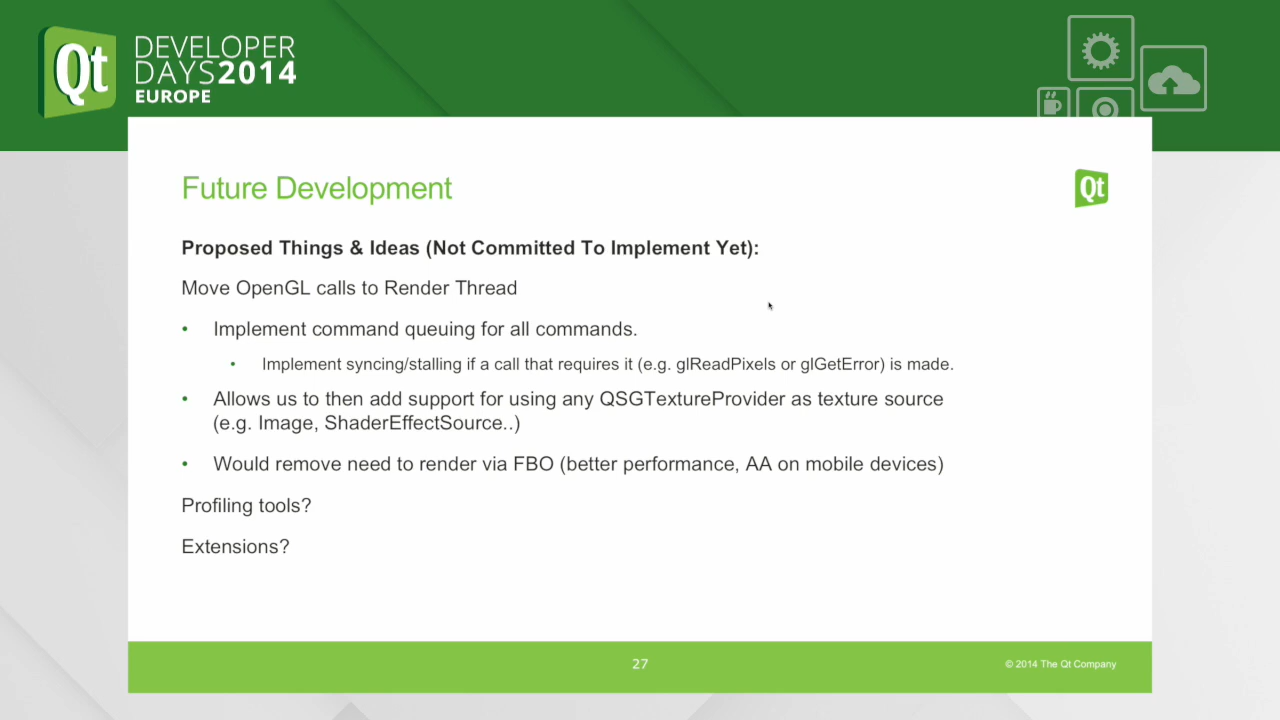 Qt
DEVELOPER
DAYS2014
EUROPE
Future Development
Qt
Proposed Things & Ideas (Not Committed To Implement Yet):
Move OpenGL calls to Render Thread
• Implement command queuing for all commands.
• Implement syncing/stalling if a call that requires it (e.g. glReadPixels or glGetError) is made.
• Allows us to then add support for using any QSGTextureProvider as texture source
(e.g. Image, ShaderEffectSource..)
• Would remove need to render via FBO (better performance, AA on mobile devices)
Profiling tools?
Extensions?
27
© 2014 The Qt Company